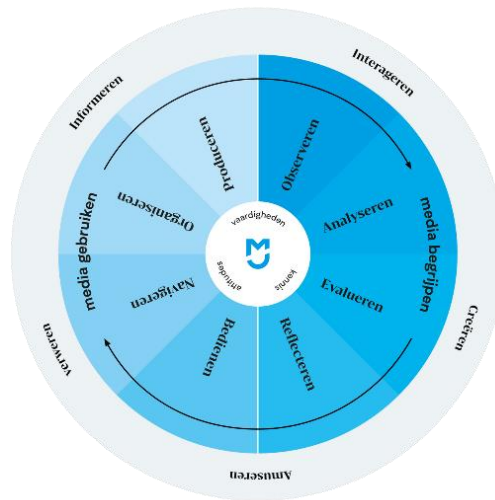 Informeren
Interageren
Creëren
Amuseren
verweren
media gebruiken
media begrijpen
Produceren
Observeren
Organiseren
Analyseren
Navigeren
Evalueren
Bedienen
Reflecteren
vaardigheden
attitudes
kennis